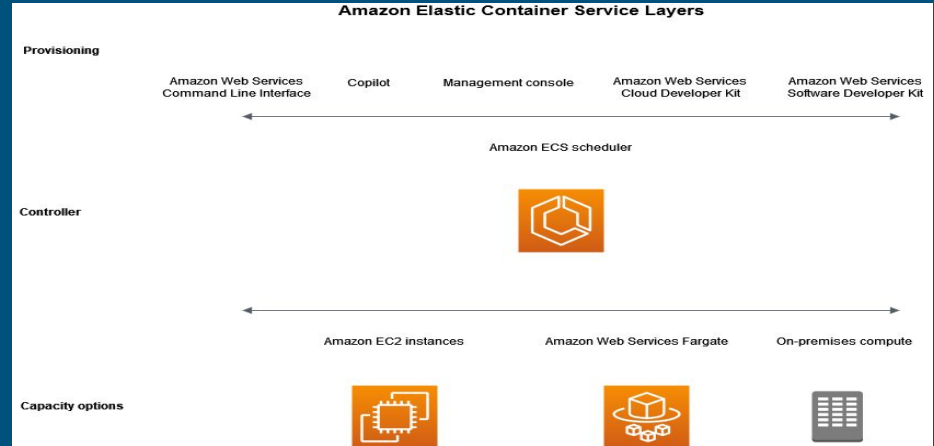 Amazon Elastic Container Service Layers
Provisioning
Amazon Web Services
Command Line Interface
Copilot
Management console
Amazon Web Services
Cloud Developer Kit
Amazon Web Services
Software Developer Kit
Amazon ECS scheduler
Controller
Amazon EC2 instances
Amazon Web Services Fargate
On-premises compute
Capacity options